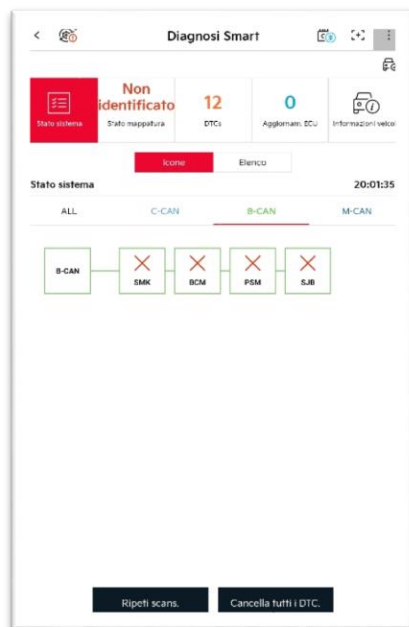 Diagnosi Smart
Non
identificato
12
0
Stato sistema
Stato mappatura
DTCs
Aggiornam. ECU
Informazioni veicol
Icone
Elenco
Stato sistema
20:01:35
ALL
C-CAN
B-CAN
M-CAN
B-CAN
SMK
BCM
PSM
SJB
Ripeti scans.
Cancella tutti i DTC.